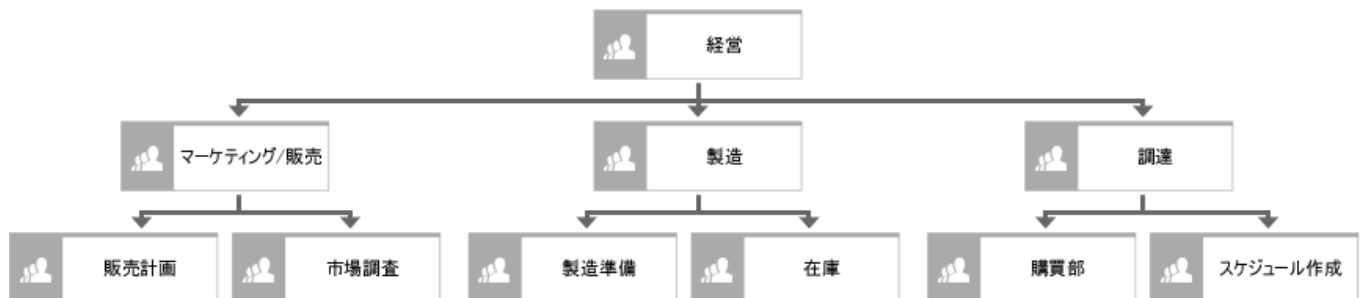 経営
マーケティング/販売
製造
調達
販売計画
市場調査
製造準備
在庫
購買部
スケジュール作成